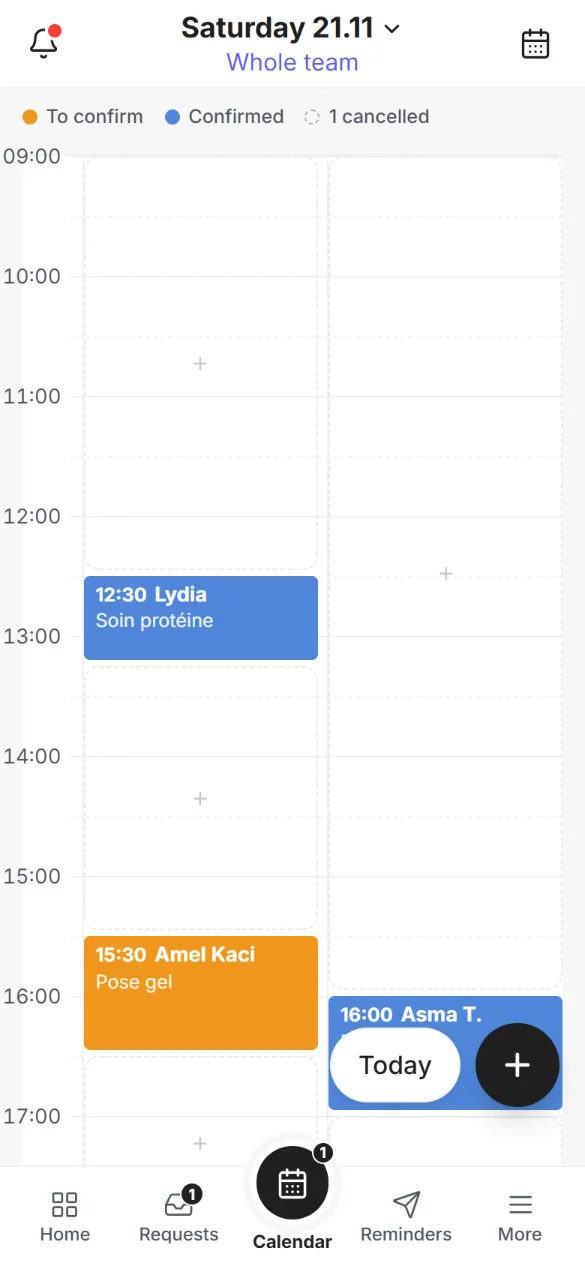 Saturday 21.11
Whole team
To confirm
Confirmed
1 cancelled
09:00
10:00
11:00
12:00
12:30 Lydia
Soin protéine
13:00
14:00
15:00
15:30 Amel Kaci
Pose gel
16:00
16:00 Asma T.
Today
17:00
1
1
Home
Requests
Calendar
Reminders
More